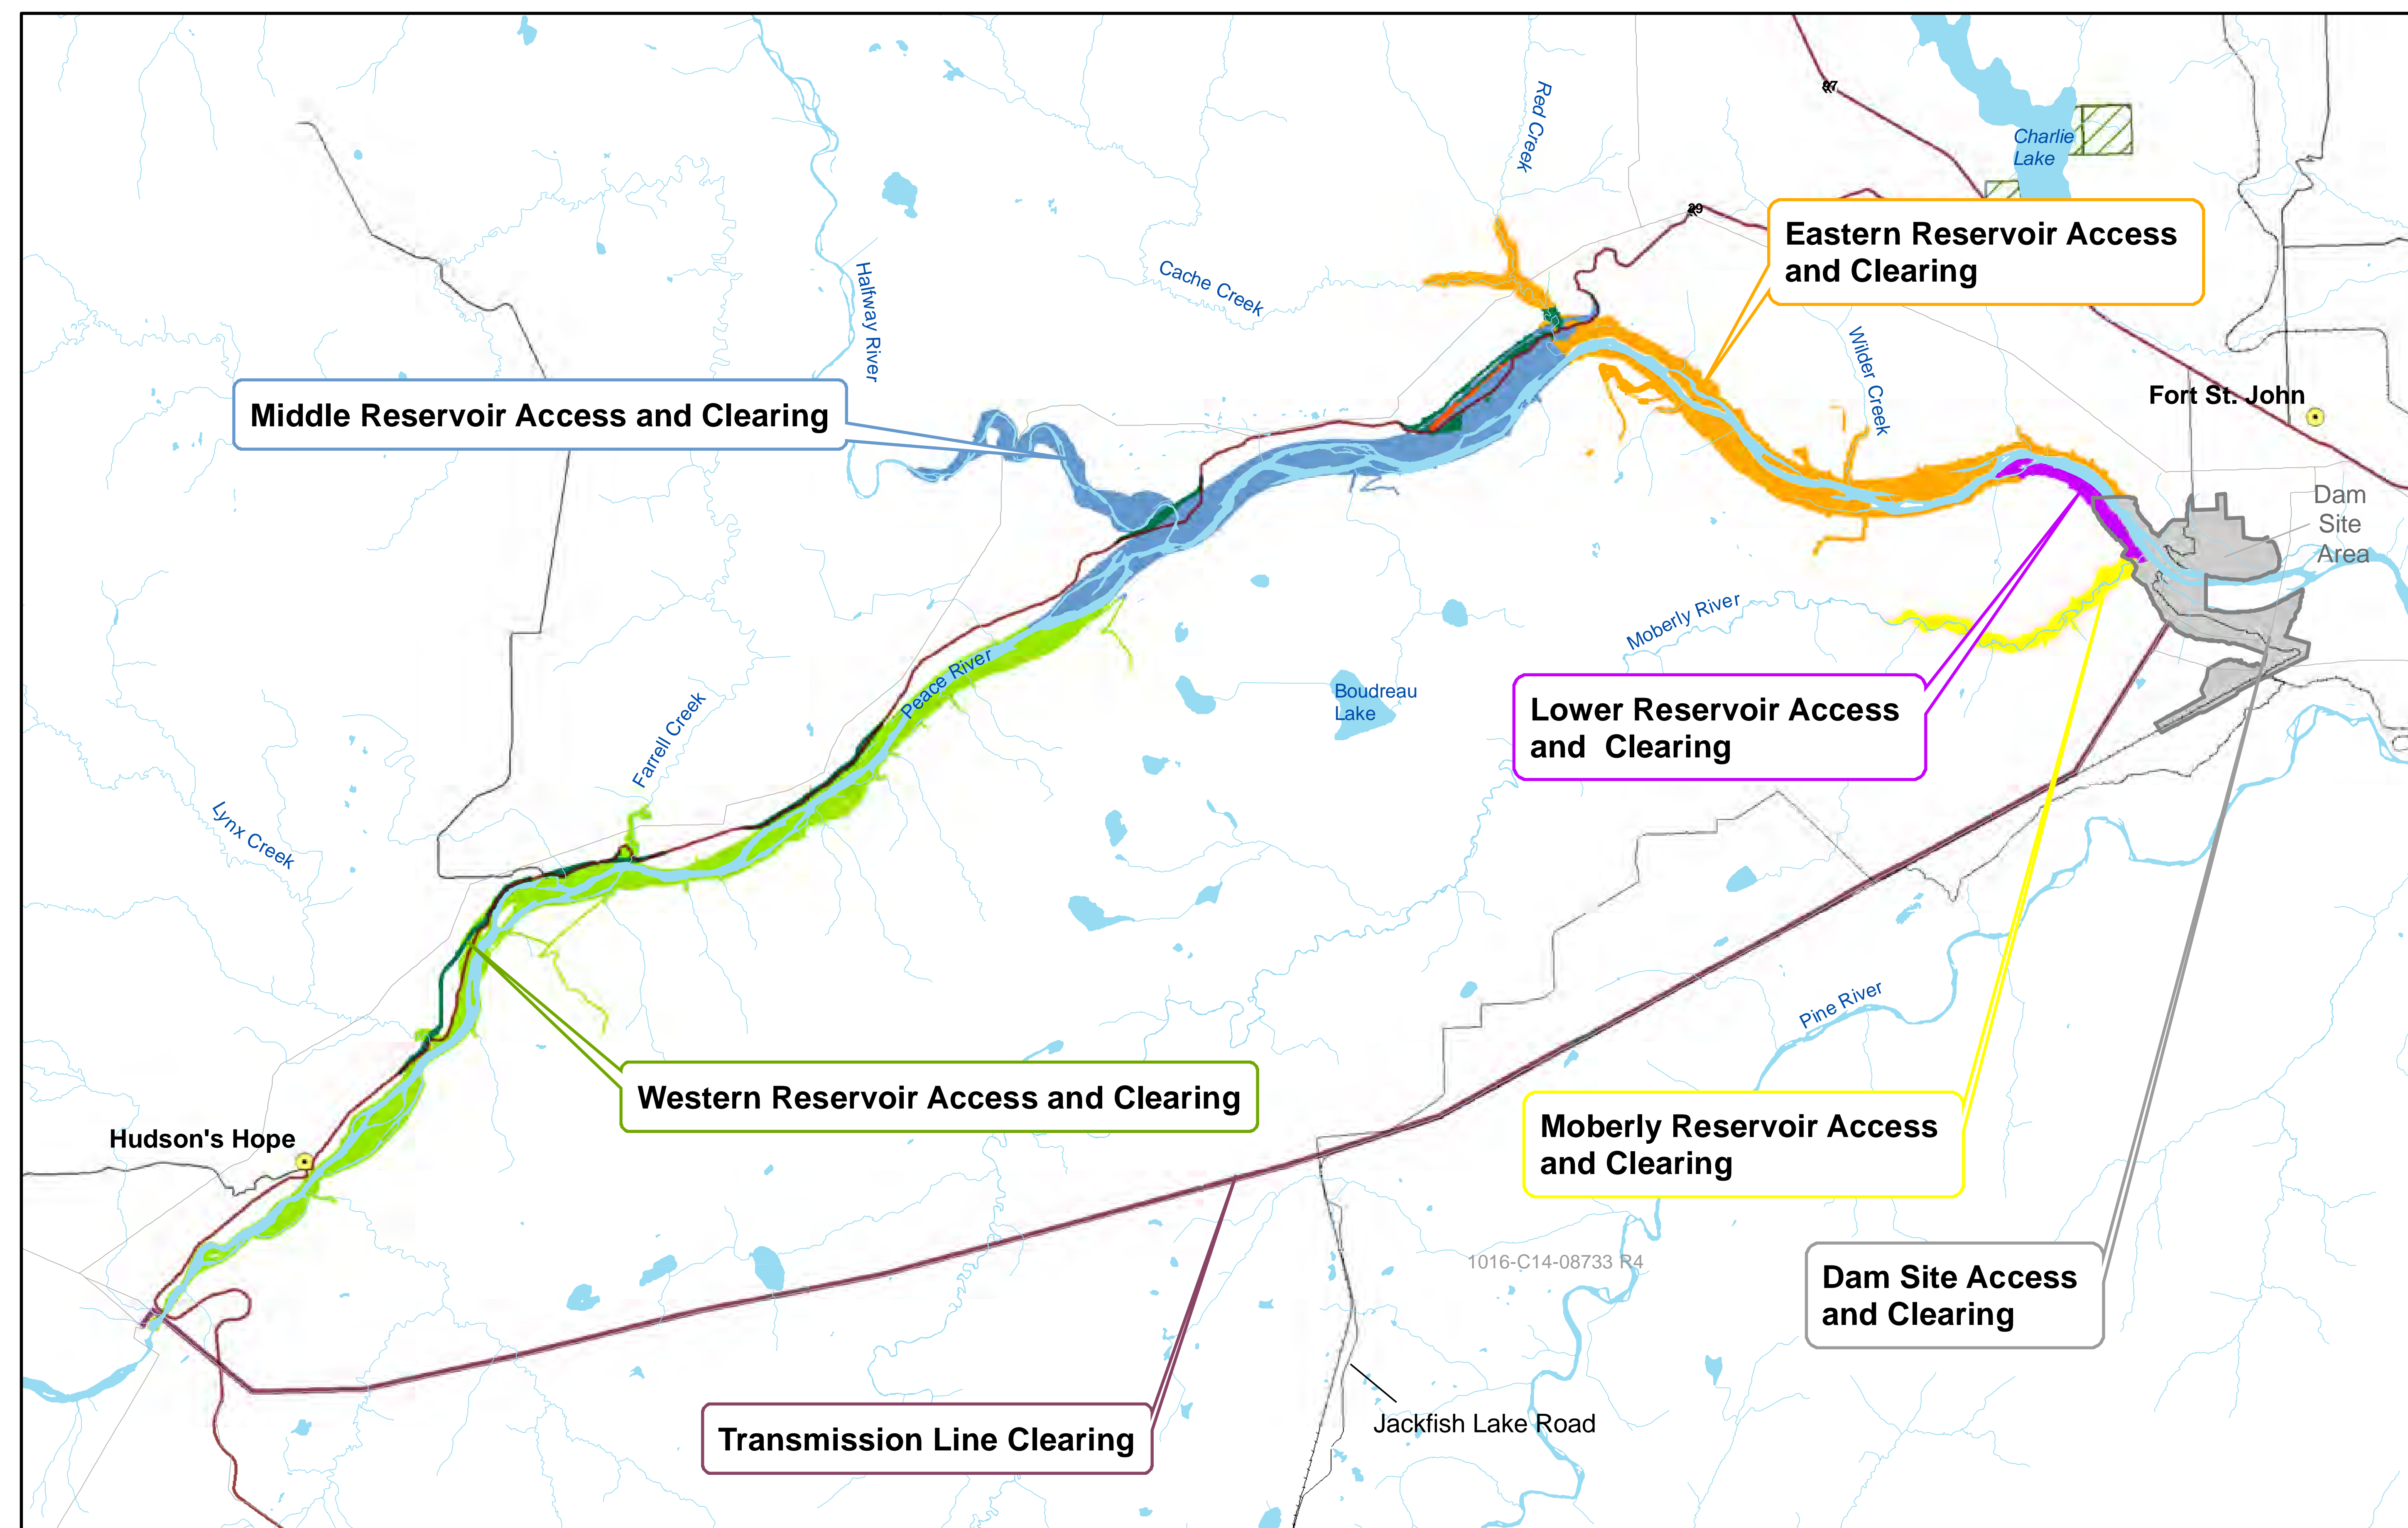 97
Red Creek
Charlie
Lake
29
Eastern Reservoir Access
and Clearing
Cache Creek
Halfway River
Wilder Creek
Fort St. John
Middle Reservoir Access and Clearing
Dam
Site
Area
Moberly River
Peace River
Boudreau
Lake
Lower Reservoir Access
and Clearing
Farrell Creek
Lynx Creek
Pine River
Western Reservoir Access and Clearing
Hudson's Hope
Moberly Reservoir Access
and Clearing
1016-C14-08733 R4
Dam Site Access
and Clearing
Jackfish Lake Road
Transmission Line Clearing